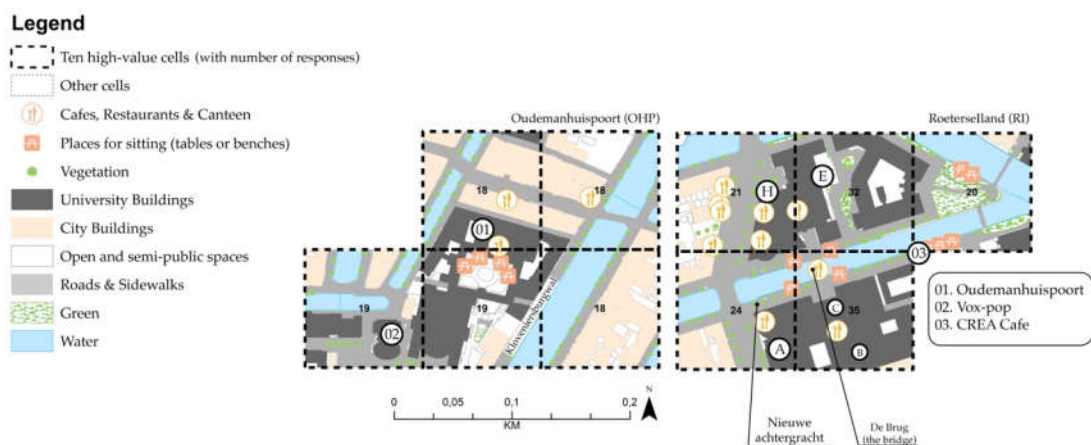 Legend
Ten high-value cells (with number of responses)
Other cells
Cafes, Restaurants & Canteen
Places for sitting (tables or benches)
Vegetation
University Buildings
City Buildings
Open and semi-public spaces
Roads & Sidewalks
Green
Water
Oudemanhuispoort (OHP)
18
18
01
19
02
19
Kloveniersburgwal
0 0,05 0,1 0,2
KM
N
Roeterselland (RI)
21
H
E
32
20
03
24
C
35
A
B
Nieuwe
achtergracht
De Brug
(the bridge)
01. Oudemanhuispoort
02. Vox-pop
03. CREA Cafe